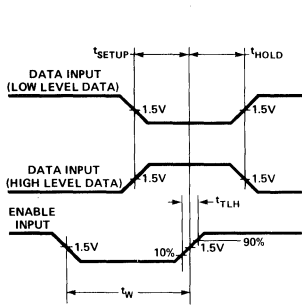 tSETUP
tHOLD
DATA INPUT
(LOW LEVEL DATA)
1.5V
1.5V
DATA INPUT
(HIGH LEVEL DATA)
1.5V
1.5V
tTLH
ENABLE
INPUT
1.5V
10%
1.5V
90%
tW